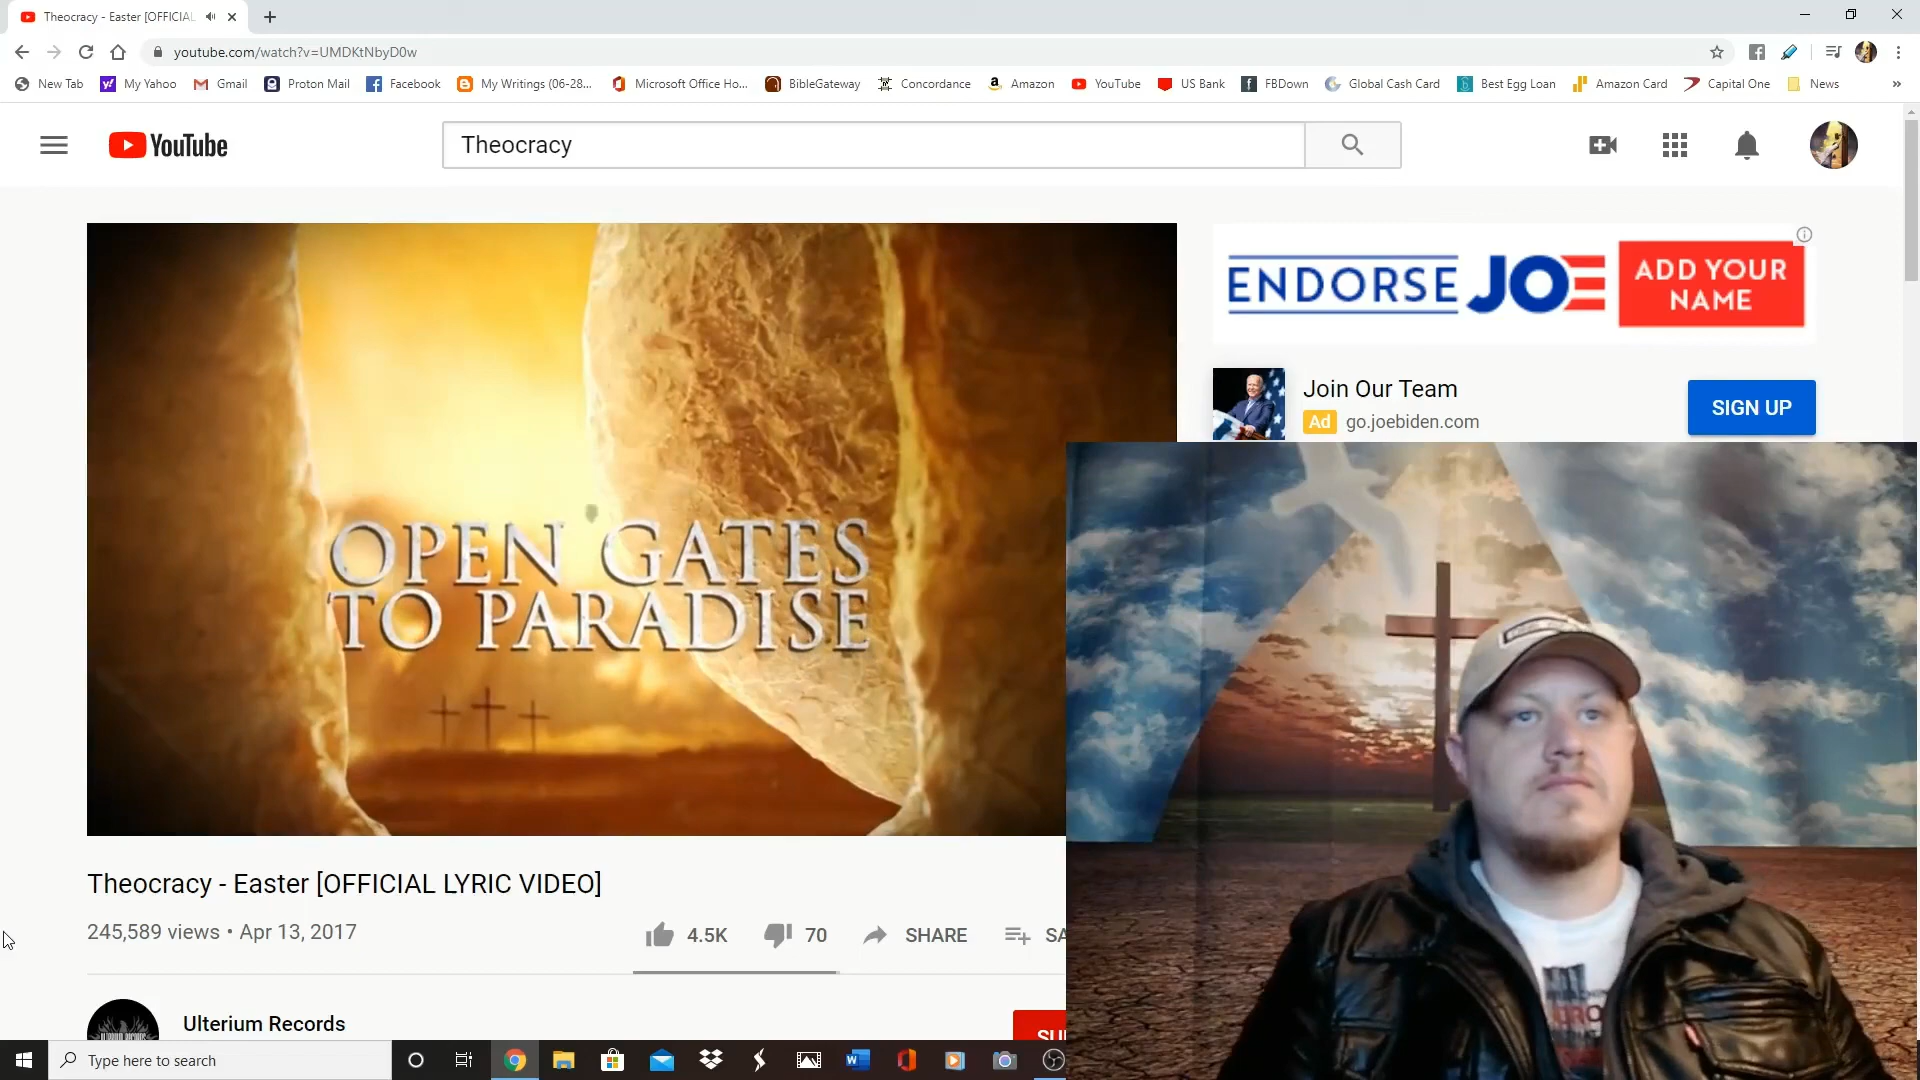 Theocracy - Easter [OFFICIAL
youtube.com/watch?v=UMDKtNbyD0w
New Tab
My Yahoo
Gmail
Proton Mail
Facebook
My Writings (06-28...
Microsoft Office Ho...
BibleGateway
Concordance
Amazon
YouTube
US Bank
FBDown
Global Cash Card
Best Egg Loan
Amazon Card
Capital One
News
»
YouTube
Theocracy
OPEN GATES
TO PARADISE
ENDORSE JOE
ADD YOUR
NAME
Join Our Team
Ad go.joebiden.com
SIGN UP
Theocracy - Easter [OFFICIAL LYRIC VIDEO]
245,589 views • Apr 13, 2017
4.5K
70
SHARE
SA
Ulterium Records
SU
Type here to search